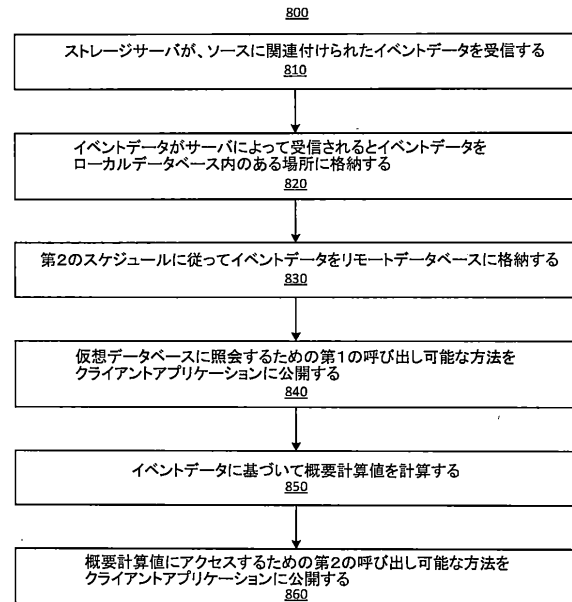 800
ストレージサーバが、ソースに関連付けられたイベントデータを受信する
810
イベントデータがサーバによって受信されるとイベントデータを
ローカルデータベース内のある場所に格納する
820
第2のスケジュールに従ってイベントデータをリモートデータベースに格納する
830
仮想データベースに照会するための第1の呼び出し可能な方法を
クライアントアプリケーションに公開する
840
イベントデータに基づいて概要計算値を計算する
850
概要計算値にアクセスするための第2の呼び出し可能な方法を
クライアントアプリケーションに公開する
860